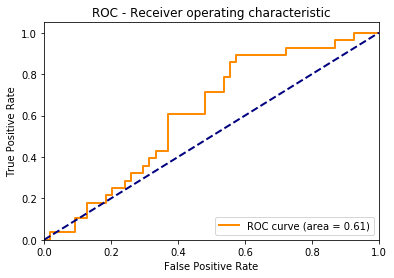 ROC - Receiver operating characteristic
True Positive Rate
1.0
0.8
0.6
0.4
0.2
0.0
ROC curve (area = 0.61)
0.0 0.2 0.4 0.6 0.8 1.0
False Positive Rate